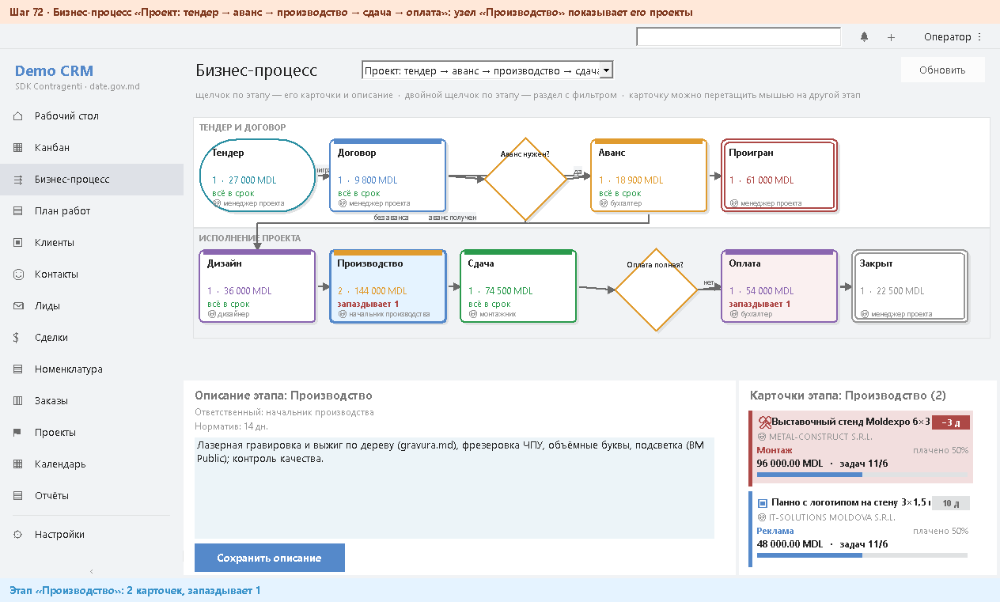 Шаг 72 · Бизнес-процесс «Проект: тендер → аванс → производство → сдача → оплата»: узел «Производство» показывает его проекты
Оператор
Demo CRM
SDK Contragenti · date.gov.md
Рабочий стол
Канбан
Бизнес-процесс
План работ
Клиенты
Контакты
Лиды
Сделки
Номенклатура
Заказы
Проекты
Календарь
Отчёты
Настройки
Бизнес-процесс
Проект: тендер → аванс → производство → сдача
Обновить
щелчок по этапу — его карточки и описание · двойной щелчок по этапу — раздел с фильтром · карточку можно перетащить мышью на другой этап
ТЕНДЕР И ДОГОВОР
Тендер
1 · 27 000 MDL
всё в срок
менеджер проекта
Договор
1 · 9 800 MDL
всё в срок
менеджер проекта
Аванс нужен?
да
Аванс
1 · 18 900 MDL
всё в срок
бухгалтер
Проигран
1 · 61 000 MDL
менеджер проекта
без аванса
аванс получен
ИСПОЛНЕНИЕ ПРОЕКТА
Дизайн
1 · 36 000 MDL
всё в срок
дизайнер
Производство
2 · 144 000 MDL
запаздывает 1
начальник производства
Сдача
1 · 74 500 MDL
всё в срок
монтажник
Оплата полная?
нет
Оплата
1 · 54 000 MDL
запаздывает 1
бухгалтер
Закрыт
1 · 22 500 MDL
менеджер проекта
Описание этапа: Производство
Ответственный: начальник производства
Норматив: 14 дн.
Лазерная гравировка и выжиг по дереву (gravura.md), фрезеровка ЧПУ, объёмные буквы, подсветка (BM
Public); контроль качества.
Сохранить описание
Карточки этапа: Производство (2)
Выставочный стенд Moldexpo 6×3
−3 д
METAL-CONSTRUCT S.R.L.
Монтаж
плачено 50%
96 000.00 MDL · задач 11/6
Панно с логотипом на стену 3×1,5
10 д
IT-SOLUTIONS MOLDOVA S.R.L.
Реклама
плачено 50%
48 000.00 MDL · задач 11/6
Этап «Производство»: 2 карточек, запаздывает 1